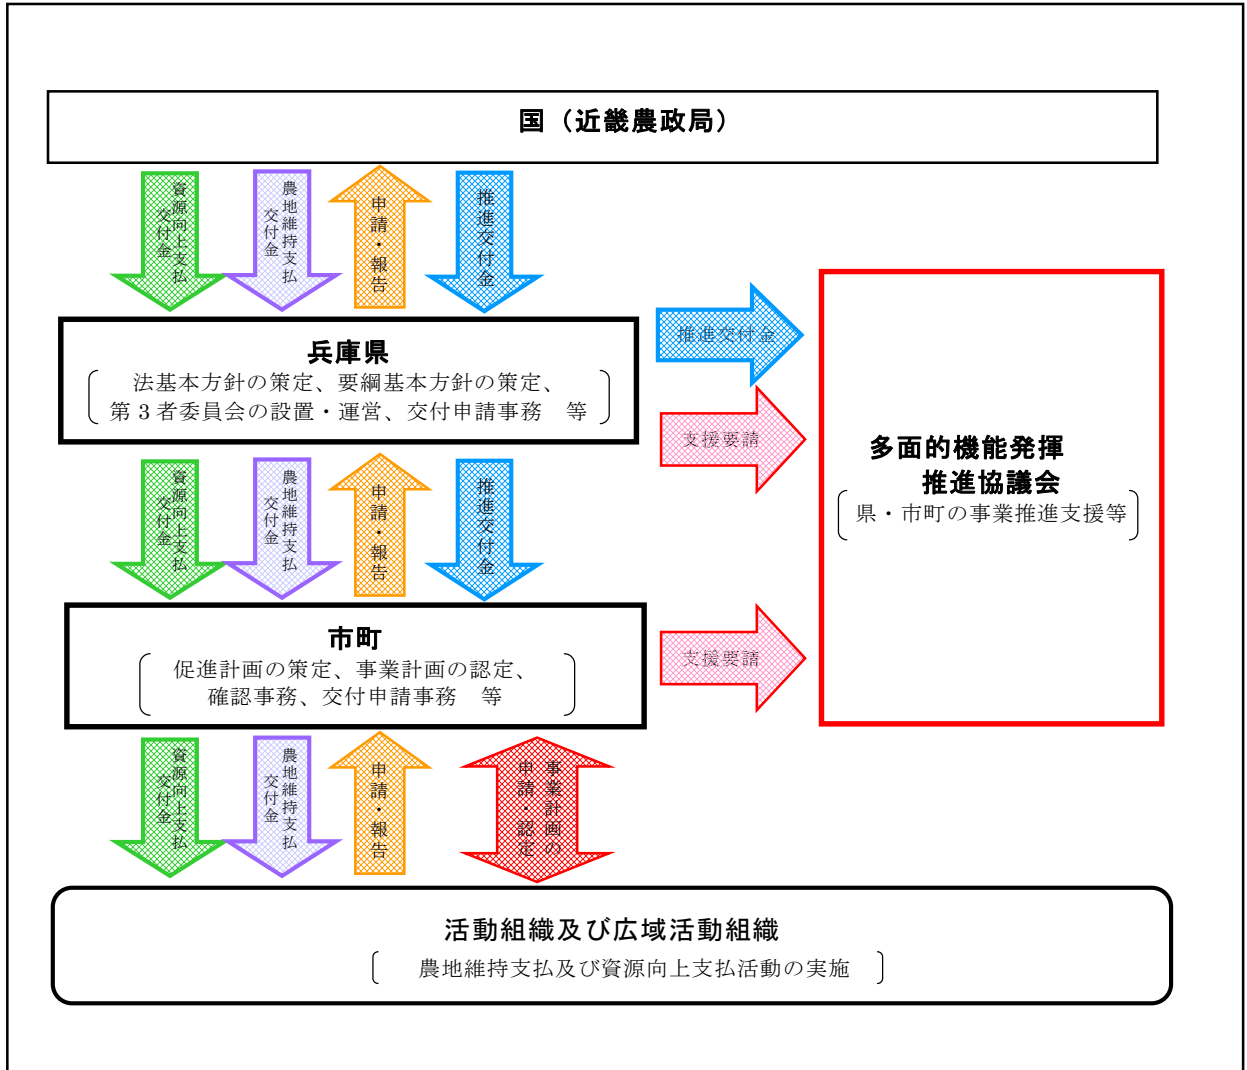 国（近畿農政局）
資源向上支払
交付金
農地維持支払
交付金
申請・報告
推進交付金
兵庫県
法基本方針の策定、要綱基本方針の策定、
第３者委員会の設置・運営、交付申請事務　等
推進交付金
支援要請
多面的機能発揮
推進協議会
県・市町の事業推進支援等
資源向上支払
交付金
農地維持支払
交付金
申請・報告
推進交付金
市町
促進計画の策定、事業計画の認定、
確認事務、交付申請事務　等
支援要請
資源向上支払
交付金
農地維持支払
交付金
申請・報告
事業計画の
申請・認定
活動組織及び広域活動組織
農地維持支払及び資源向上支払活動の実施